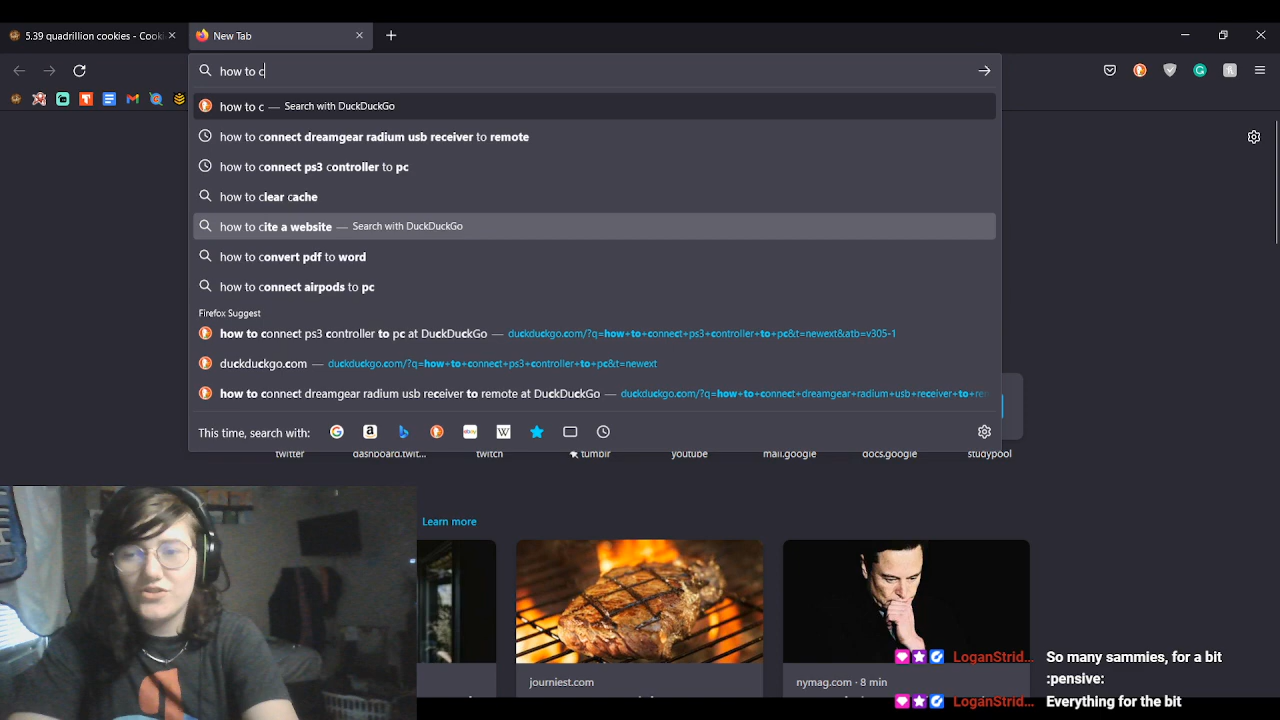 5.39 quadrillion cookies - Cooki
New Tab
how to c
how to c — Search with DuckDuckGo
how to connect dreamgear radium usb receiver to remote
how to connect ps3 controller to pc
how to clear cache
how to cite a website — Search with DuckDuckGo
how to convert pdf to word
how to connect airpods to pc
Firefox Suggest
how to connect ps3 controller to pc at DuckDuckGo — duckduckgo.com/?q=how+to+connect+ps3+controller+to+pc&t=newext&atb=v305-1
duckduckgo.com — duckduckgo.com/?q=how+to+connect+ps3+controller+to+pc&t=newext
how to connect dreamgear radium usb receiver to remote at DuckDuckGo — duckduckgo.com/?q=how+to+connect+dreamgear+radium+usb+receiver+to+re
This time, search with:
twitter dashboard.twit... twitch tumblr youtube mail.google docs.google studypool
Learn more
journiest.com
nymag.com · 8 min
LoganStrid... So many sammies, for a bit
:pensive:
LoganStrid... Everything for the bit